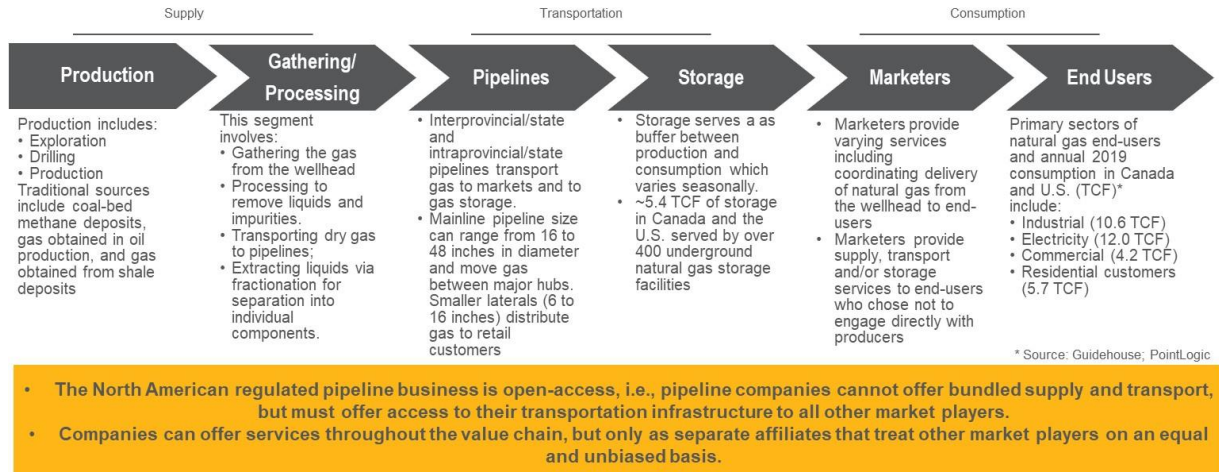 Supply
Transportation
Consumption
Production
Gathering/
Processing
Pipelines
Storage
Marketers
End Users
Production includes:
• Exploration
• Drilling
• Production
Traditional sources
include coal-bed
methane deposits,
gas obtained in oil
production, and gas
obtained from shale
deposits
This segment
involves:
• Gathering the gas
from the wellhead
• Processing to
remove liquids and
impurities.
• Transporting dry gas
to pipelines;
• Extracting liquids via
fractionation for
separation into
individual
components.
• Interprovincial/state
and
intraprovincial/state
pipelines transport
gas to markets and to
gas storage.
• Mainline pipeline size
can range from 16 to
48 inches in diameter
and move gas
between major hubs.
Smaller laterals (6 to
16 inches) distribute
gas to retail
customers
• Storage serves a as
buffer between
production and
consumption which
varies seasonally.
• ~5.4 TCF of storage
in Canada and the
U.S. served by over
400 underground
natural gas storage
facilities
• Marketers provide
varying services
including
coordinating delivery
of natural gas from
the wellhead to end-
users
• Marketers provide
supply, transport
and/or storage
services to end-users
who chose not to
engage directly with
producers
Primary sectors of
natural gas end-users
and annual 2019
consumption in Canada
and U.S. (TCF)*
include:
• Industrial (10.6 TCF)
• Electricity (12.0 TCF)
• Commercial (4.2 TCF)
• Residential customers
(5.7 TCF)
* Source: Guidehouse; PointLogic
• The North American regulated pipeline business is open-access, i.e., pipeline companies cannot offer bundled supply and transport,
but must offer access to their transportation infrastructure to all other market players.
• Companies can offer services throughout the value chain, but only as separate affiliates that treat other market players on an equal
and unbiased basis.